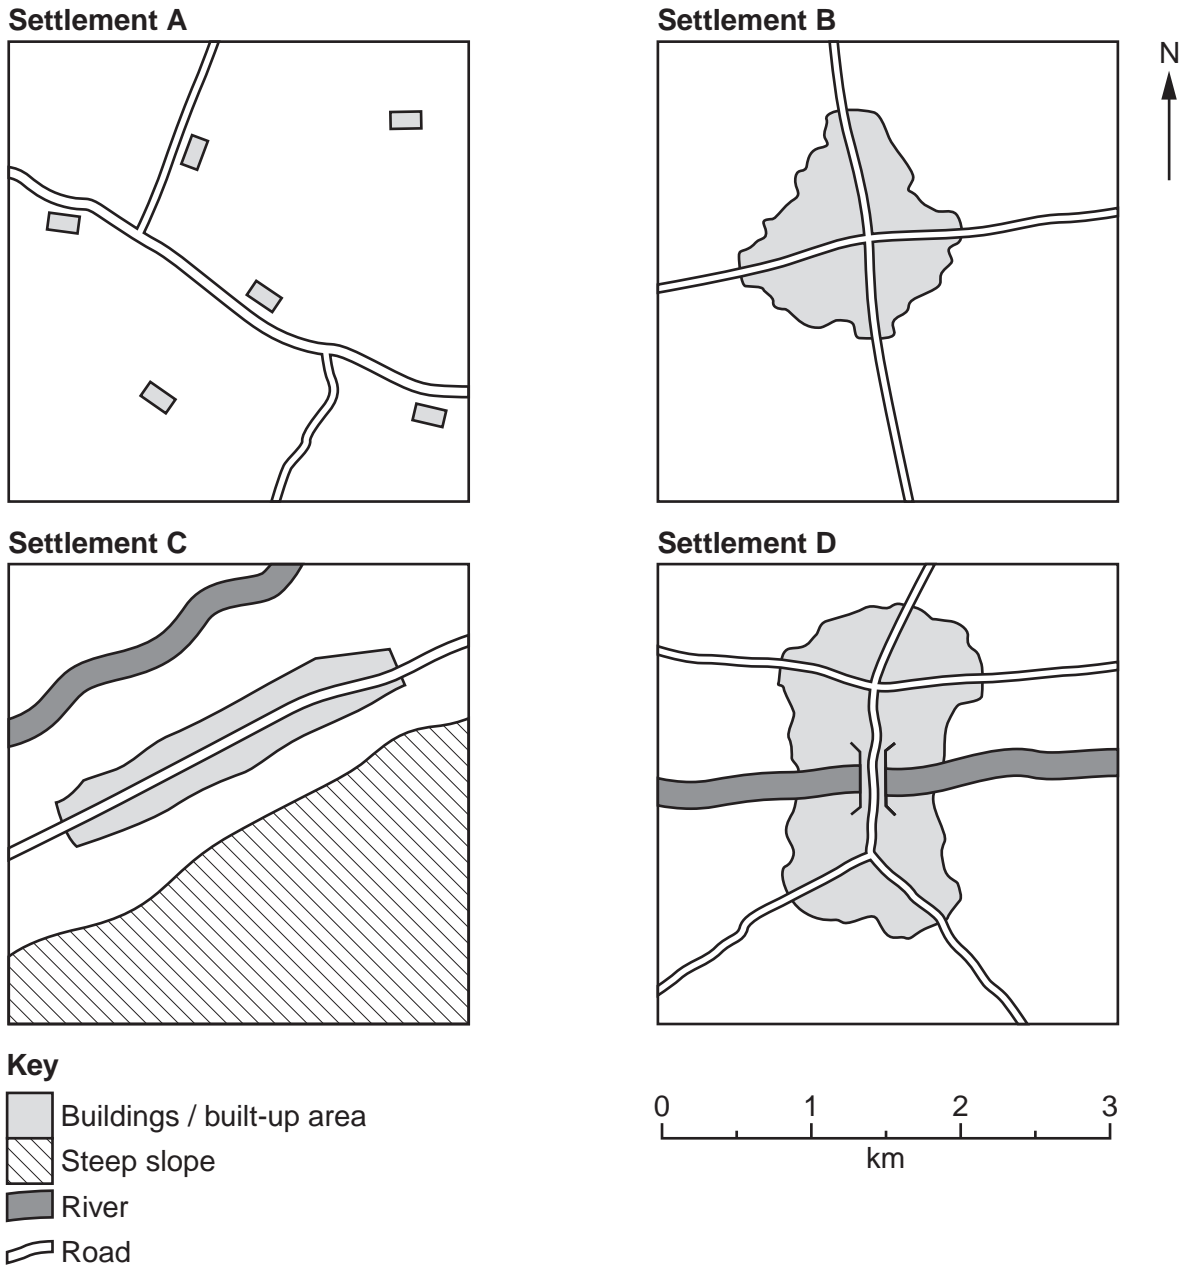 Settlement A
Settlement B
N
Settlement C
Settlement D
Key
Buildings / built-up area
Steep slope
River
Road
0 1 2 3
km